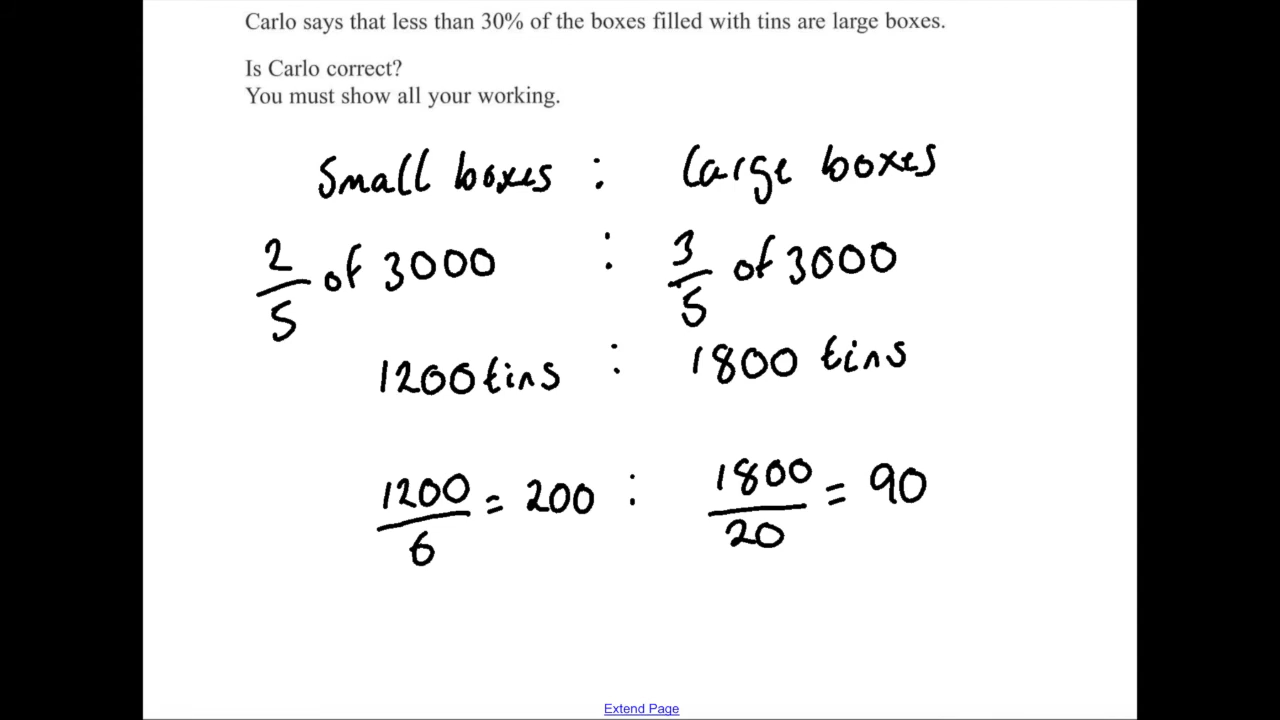 Carlo says that less than 30% of the boxes filled with tins are large boxes.
Is Carlo correct?
You must show all your working.
Small boxes : Large boxes
2/5 of 3000 : 3/5 of 3000
1200 tins : 1800 tins
1200/6 = 200 : 1800/20 = 90
Extend Page